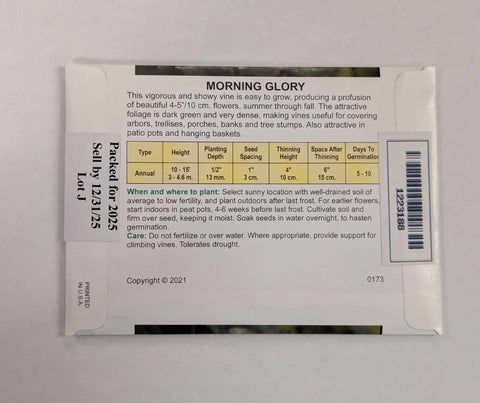 MORNING GLORY
This vigorous and showy vine is easy to grow, producing a profusion
of beautiful 4-5"/10 cm. flowers, summer through fall. The attractive
foliage is dark green and very dense, making vines useful for covering
arbors, trellises, porches, banks and tree stumps. Also attractive in
patio pots and hanging baskets.
Type Height Planting Depth Seed Spacing Thinning Height Space After Thinning Days To Germination
Annual 10 - 15' 3 - 4.6 m. 1/2" 13 mm. 1" 3 cm. 4" 10 cm. 6" 15 cm. 5 - 10
When and where to plant: Select sunny location with well-drained soil of
average to low fertility, and plant outdoors after last frost. For earlier flowers,
start indoors in peat pots, 4-6 weeks before last frost. Cultivate soil and
firm over seed, keeping it moist. Soak seeds in water overnight, to hasten
germination.
Care: Do not fertilize or over water. Where appropriate, provide support for
climbing vines. Tolerates drought.
Copyright © 2021
0173
Packed for 2025
Sell by 12/31/25
Lot J
PRINTED
IN U.S.A.
1223188